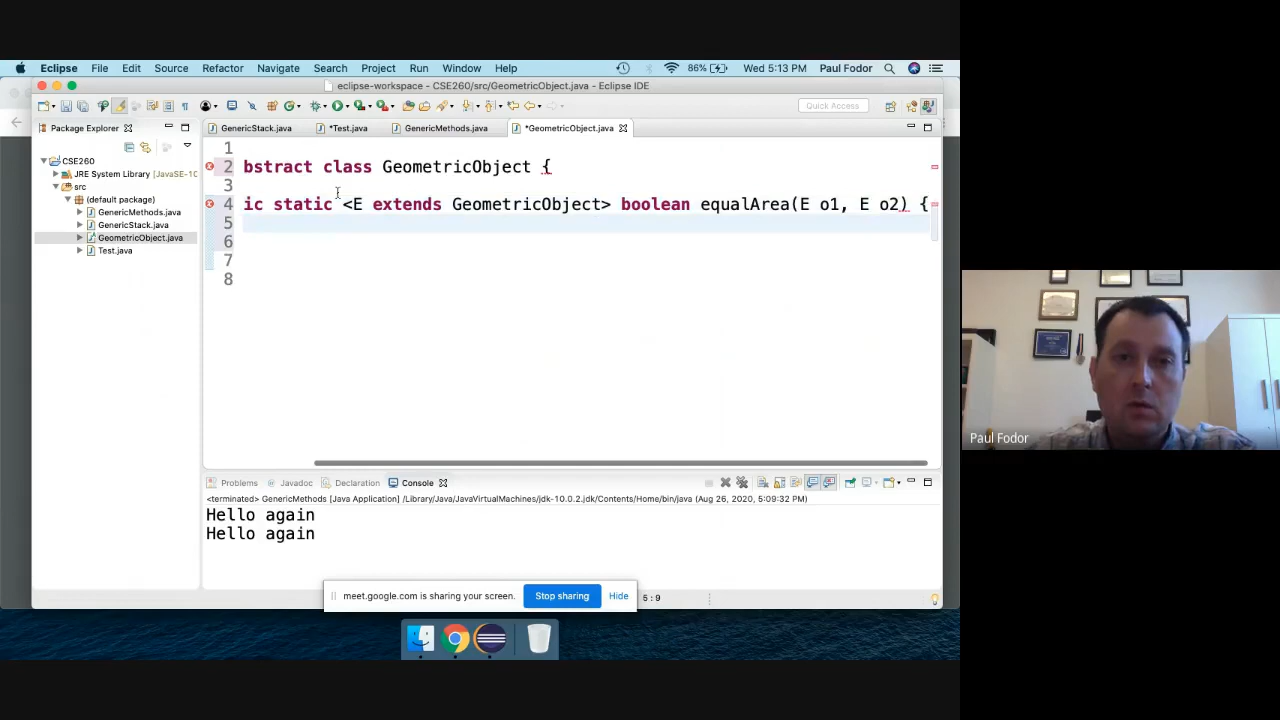 Eclipse File Edit Source Refactor Navigate Search Project Run Window Help 86% Wed 5:13 PM Paul Fodor
eclipse-workspace - CSE260/src/GeometricObject.java - Eclipse IDE
Quick Access
Package Explorer
GenericStack.java *Test.java GenericMethods.java *GeometricObject.java
CSE260
JRE System Library [JavaSE-10
src
(default package)
GenericMethods.java
GenericStack.java
GeometricObject.java
Test.java
1
2 bstract class GeometricObject {
3
4 ic static <E extends GeometricObject> boolean equalArea(E o1, E o2) {
5
6
7
8
Problems Javadoc Declaration Console
<terminated> GenericMethods [Java Application] /Library/Java/JavaVirtualMachines/jdk-10.0.2.jdk/Contents/Home/bin/java (Aug 26, 2020, 5:09:32 PM)
Hello again
Hello again
meet.google.com is sharing your screen. Stop sharing Hide
5 : 9
Paul Fodor